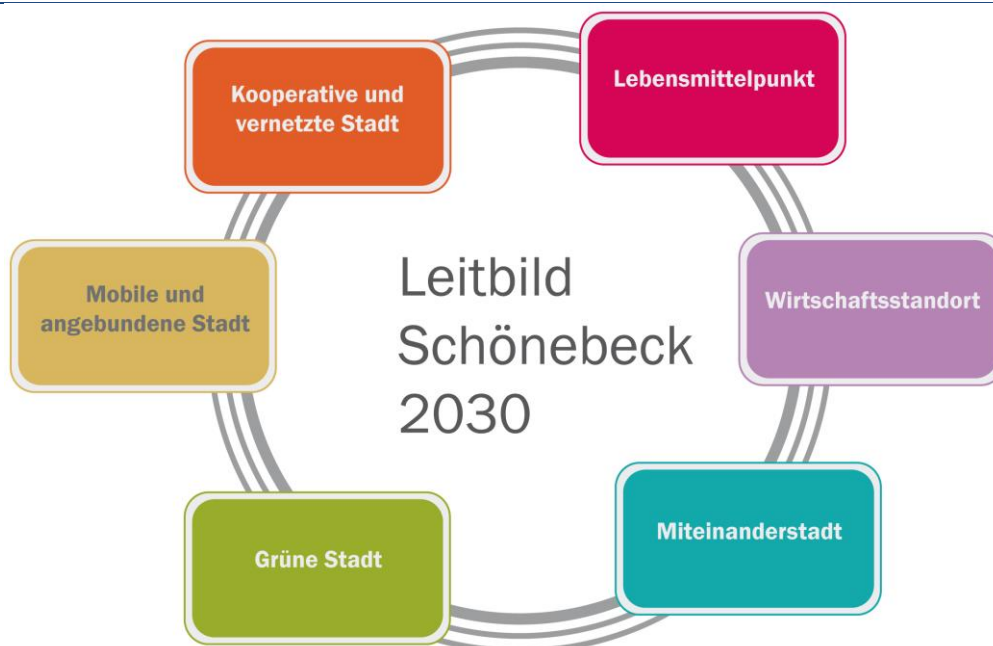 Kooperative und
vernetzte Stadt
Lebensmittelpunkt
Mobile und
angebundene Stadt
Leitbild
Schönebeck
2030
Wirtschaftsstandort
Grüne Stadt
Miteinanderstadt